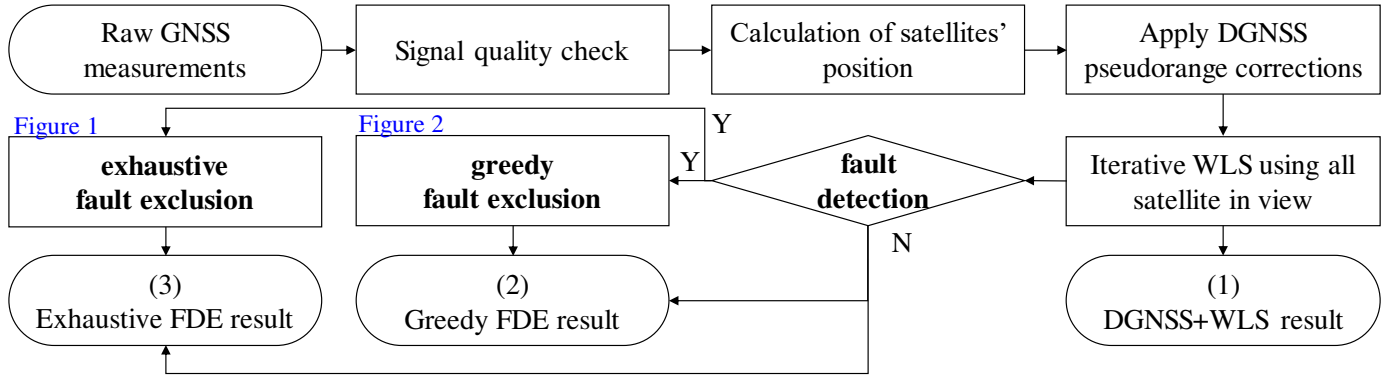 Raw GNSS
measurements
Signal quality check
Calculation of satellites'
position
Apply DGNSS
pseudorange corrections
Figure 1
exhaustive
fault exclusion
Figure 2
greedy
fault exclusion
Y
Y
fault
detection
N
Iterative WLS using all
satellite in view
(3)
Exhaustive FDE result
(2)
Greedy FDE result
(1)
DGNSS+WLS result